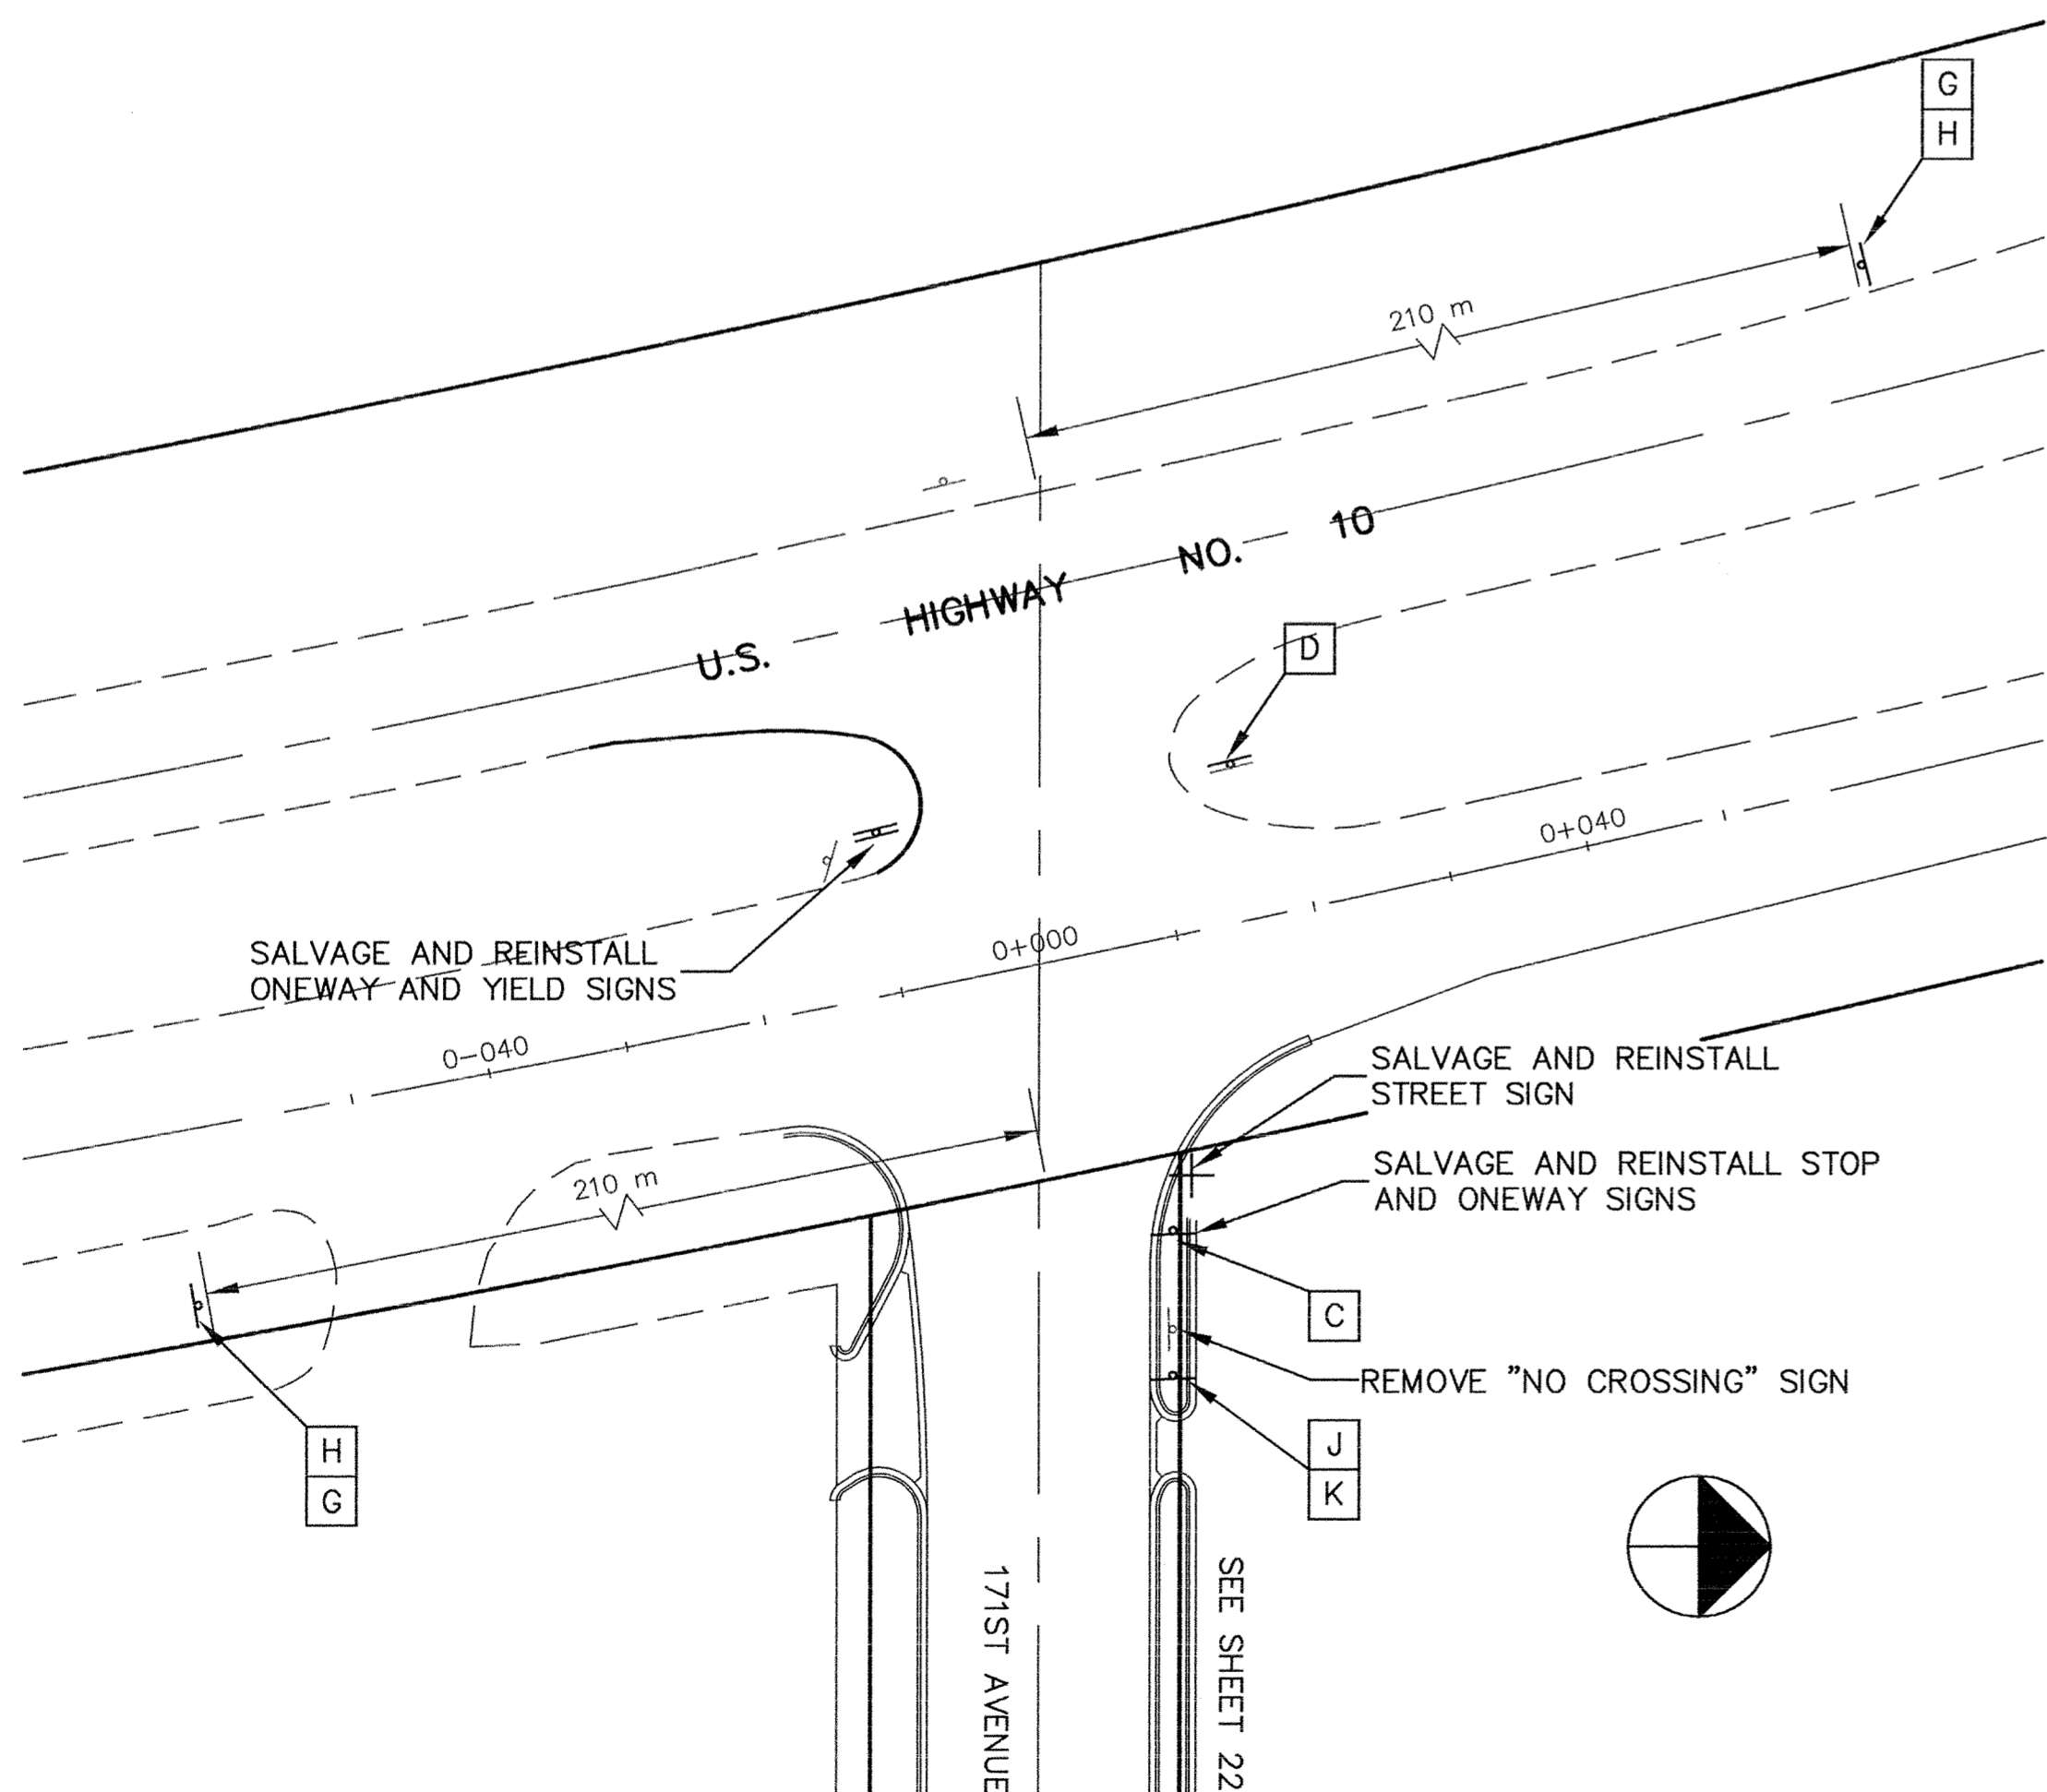 G
H
210 m
U.S. HIGHWAY NO. 10
D
0+040
SALVAGE AND REINSTALL
ONEWAY AND YIELD SIGNS
0+000
0-040
SALVAGE AND REINSTALL
STREET SIGN
210 m
SALVAGE AND REINSTALL STOP
AND ONEWAY SIGNS
C
REMOVE "NO CROSSING" SIGN
H
G
J
K
171ST AVENUE
SEE SHEET 22